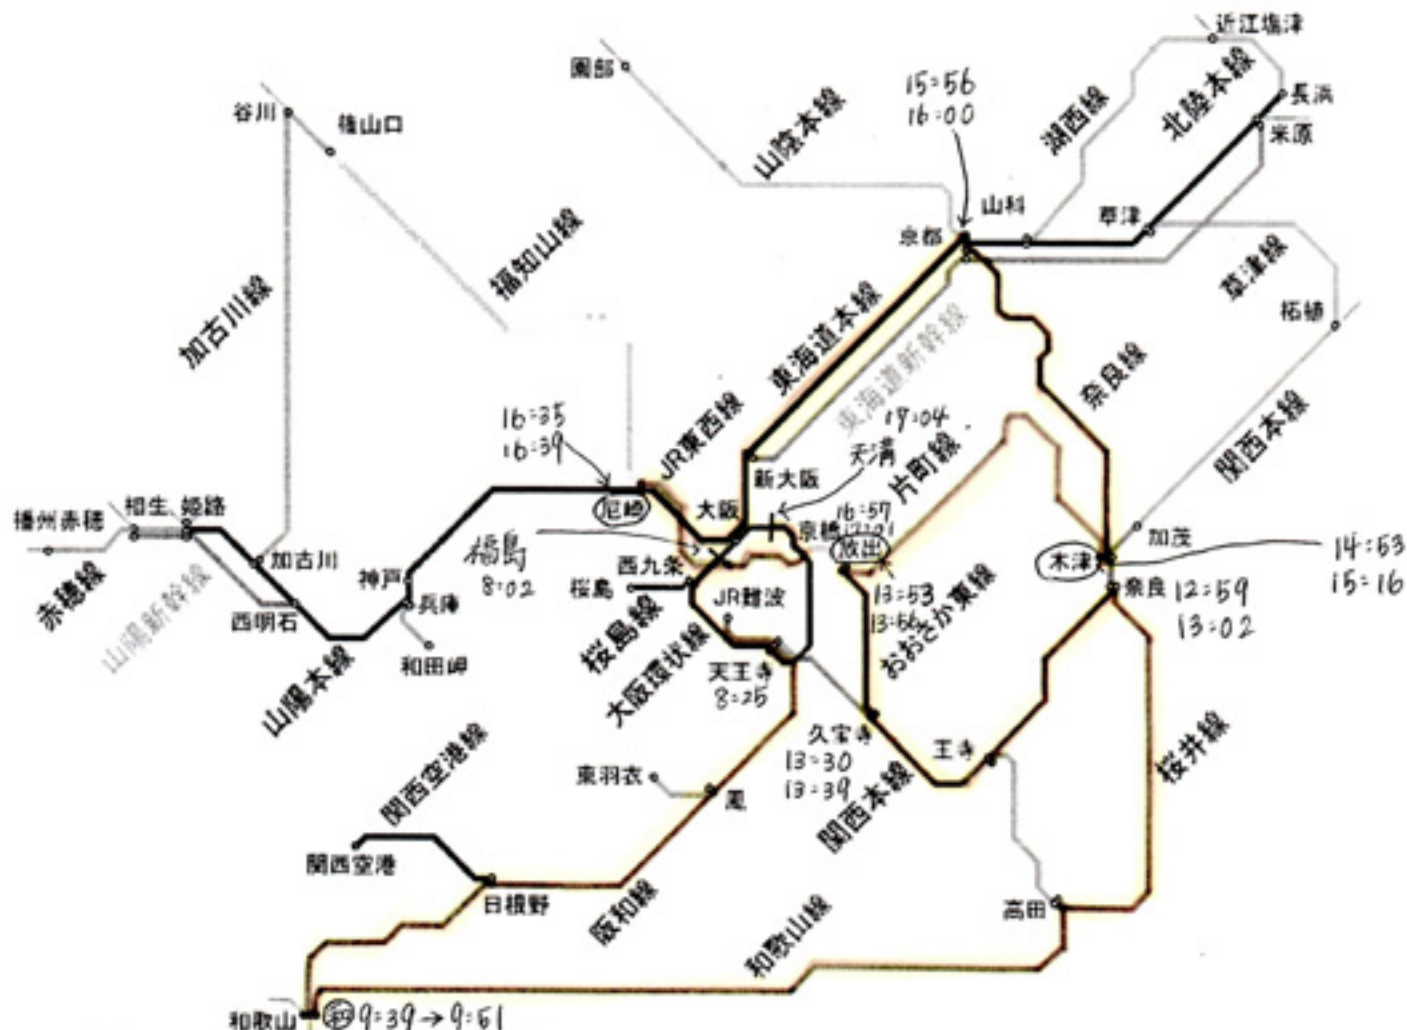 近江塩津
園部
15:56
16:00
湖西線
北陸本線
長浜
米原
谷川
篠山口
山陰本線
山科
草津
京都
草津線
福知山線
加古川線
東海道本線
東海道新幹線
柘植
奈良線
関西本線
16:35
16:39
JR東西線
17:04
天満
片町線
新大阪
尼崎
大阪
相生
姫路
播州赤穂
京橋
16:57
17:01
放出
加茂
木津
14:53
15:16
福島
8:02
加古川
神戸
西九条
桜島
兵庫
西明石
JR難波
奈良
12:59
13:02
13:53
13:56
おおさか東線
赤穂線
山陽新幹線
和田岬
桜島線
大阪環状線
天王寺
8:25
山陽本線
久宝寺
13:30
13:39
王寺
桜井線
関西空港線
東羽衣
鳳
関西本線
関西空港
日根野
阪和線
和歌山線
高田
和歌山
9:39→9:51